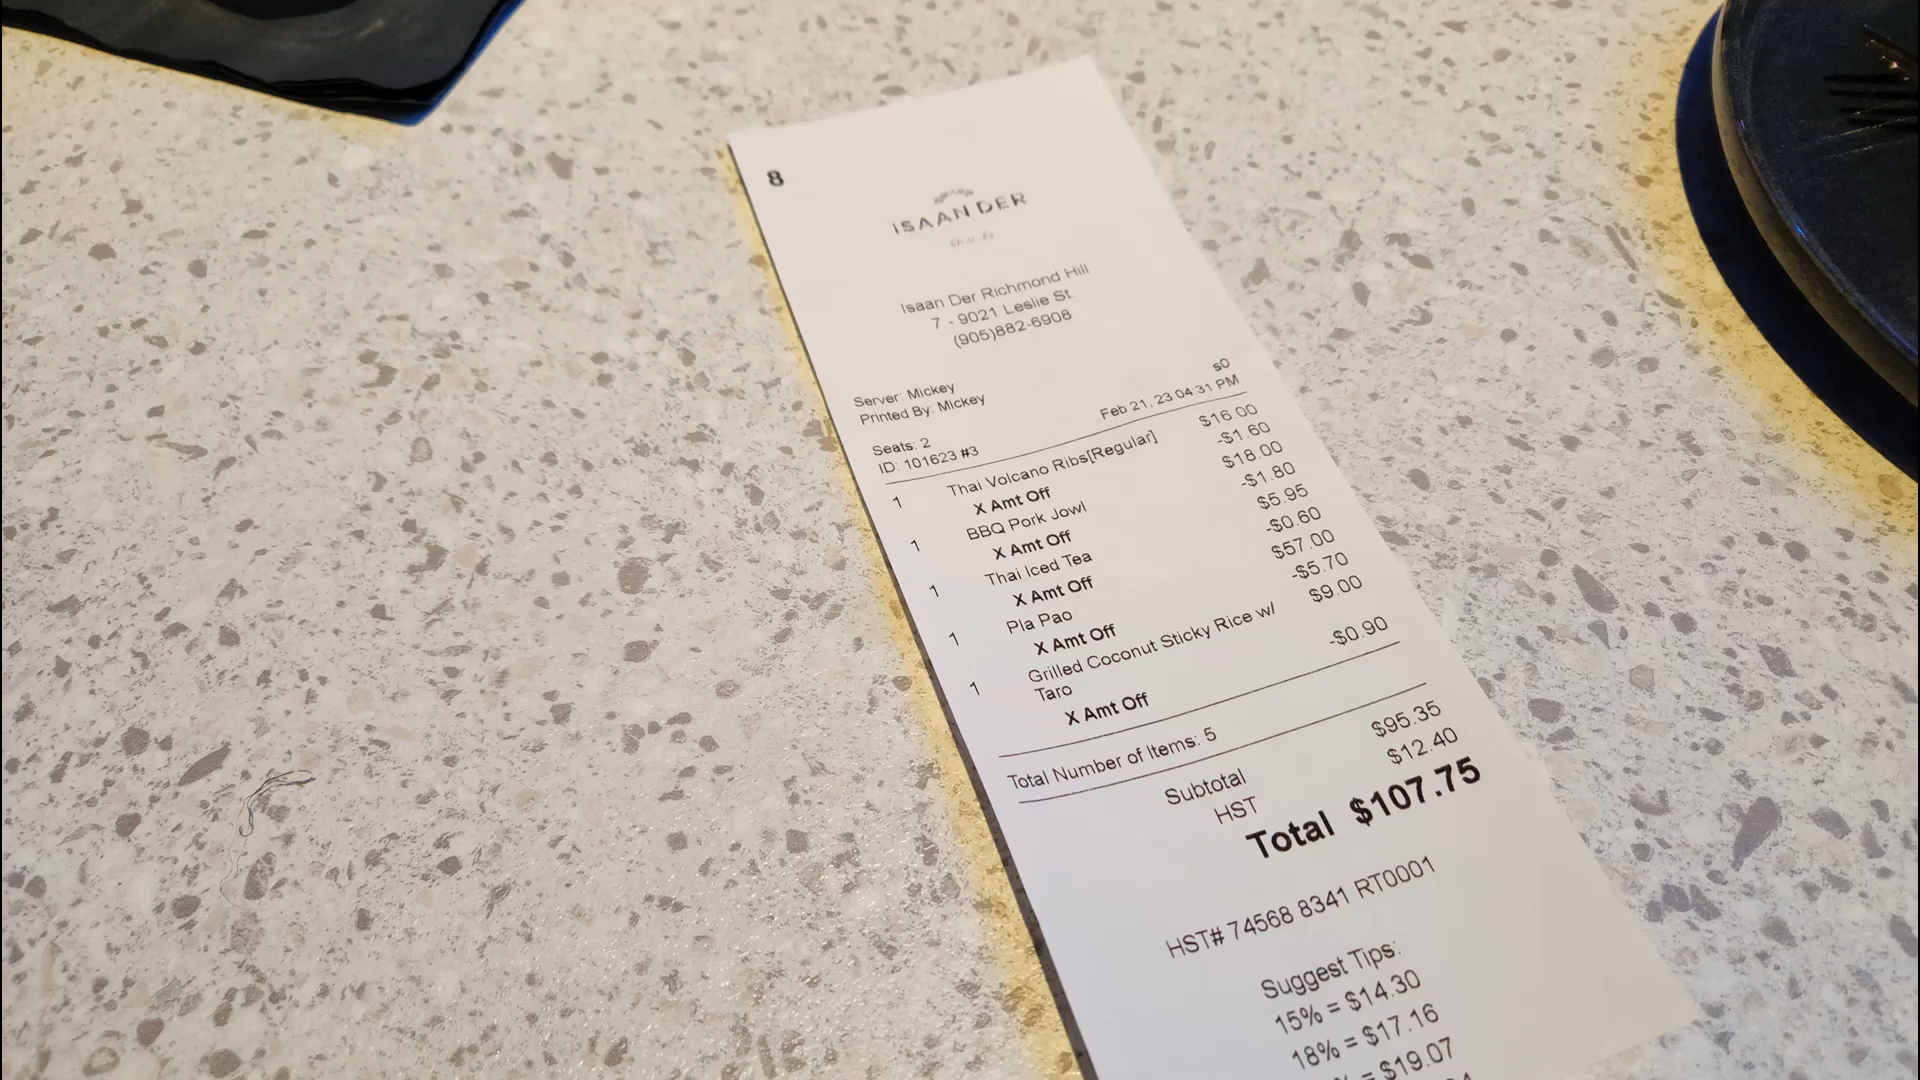 8
ISAAN DER
Isaan Der Richmond Hill
7 - 9021 Leslie St.
(905)882-6908
s0
Server: Mickey
Printed By: Mickey Feb 21, 23 04:31 PM
Seats: 2
ID: 101623 #3
1 Thai Volcano Ribs[Regular] $16.00
X Amt Off -$1.60
1 BBQ Pork Jowl $18.00
X Amt Off -$1.80
1 Thai Iced Tea $5.95
X Amt Off -$0.60
1 Pla Pao $57.00
X Amt Off -$5.70
1 Grilled Coconut Sticky Rice w/ $9.00
Taro
X Amt Off -$0.90
Total Number of Items: 5
Subtotal $95.35
HST $12.40
Total $107.75
HST# 74568 8341 RT0001
Suggest Tips:
15% = $14.30
18% = $17.16
% = $19.07